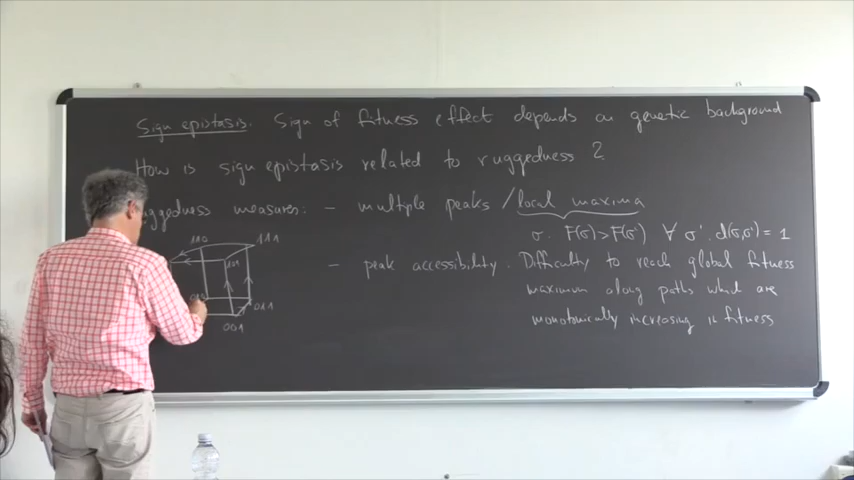 Sign epistasis. Sign of fitness effect depends on genetic background
How is sign epistasis related to ruggedness ?
ggedness measures: - multiple peaks / local maxima
σ. F(σ) > F(σ') ∀ σ'. d(σ,σ') = 1
110 111
101
- peak accessibility. Difficulty to reach global fitness
maximum along paths which are
monotonically increasing in fitness
011
001